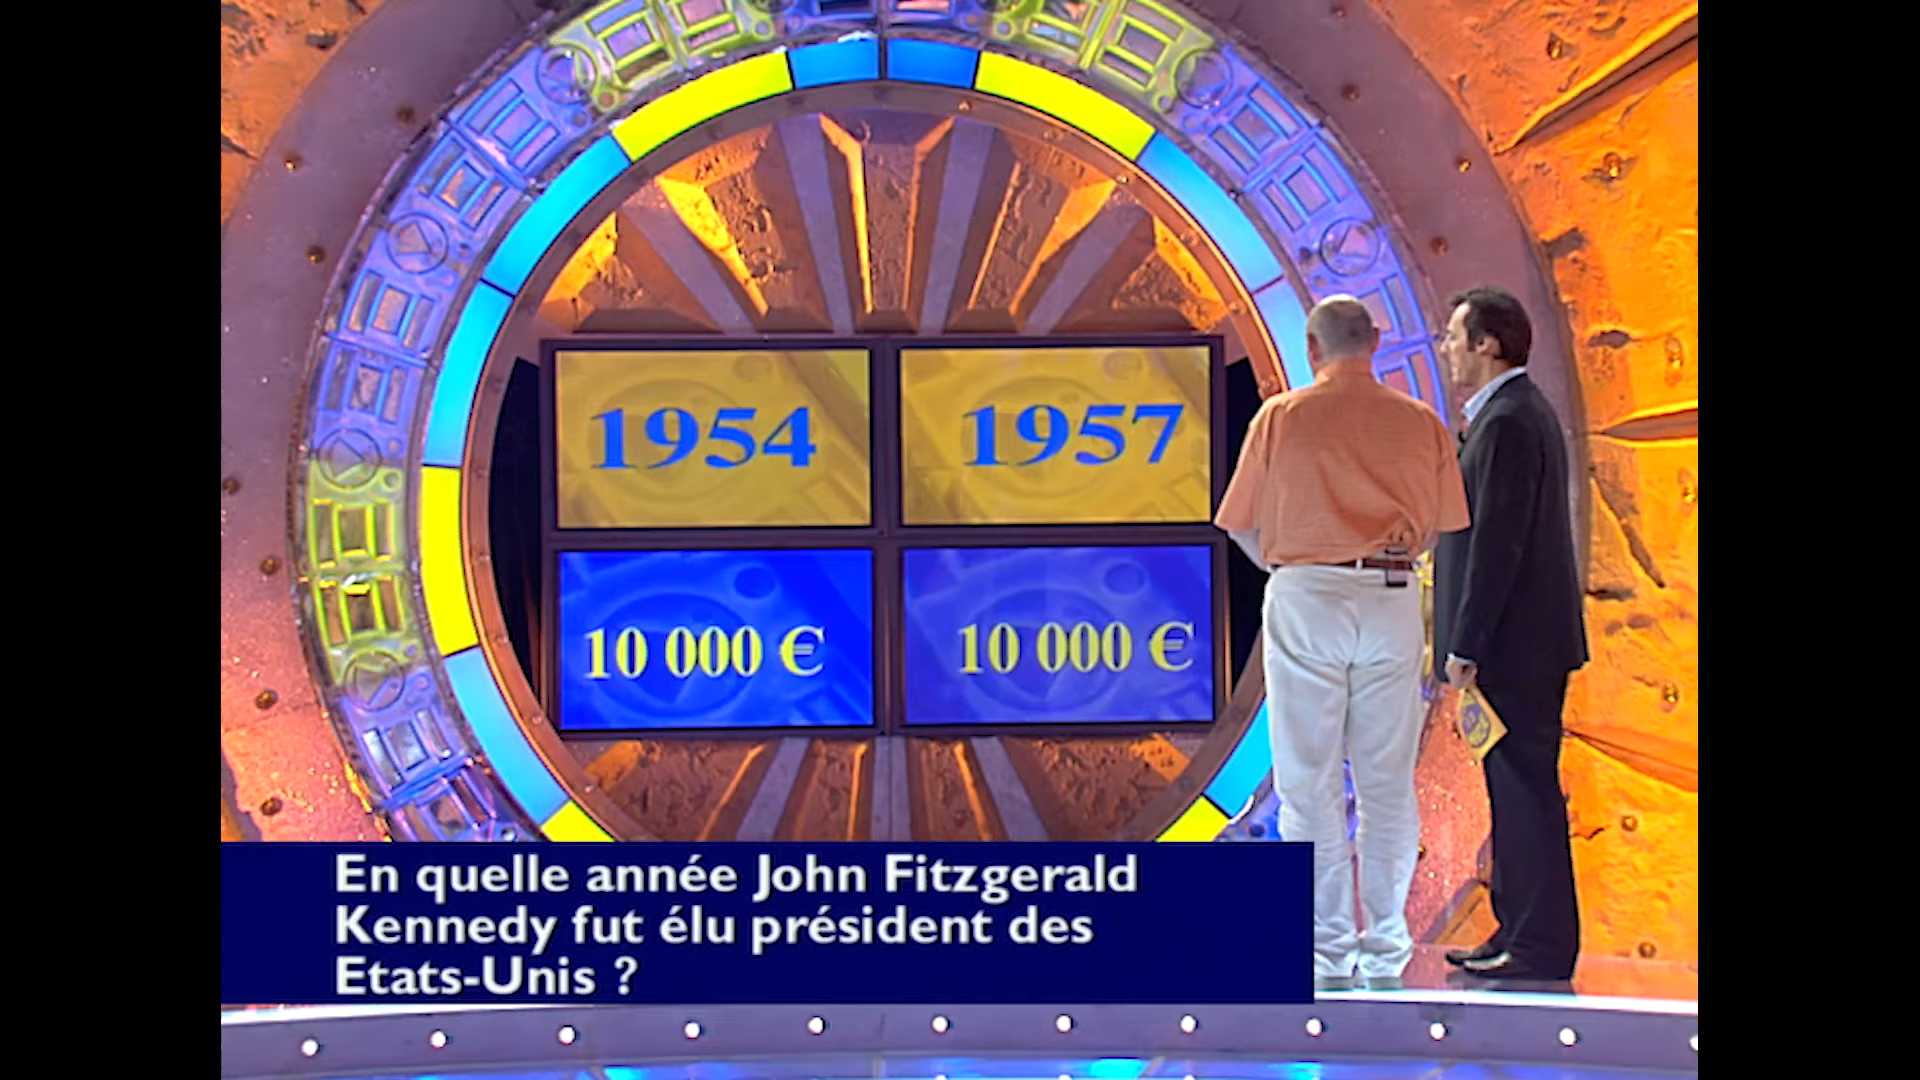 1954
1957
10 000 €
10 000 €
En quelle année John Fitzgerald
Kennedy fut élu président des
Etats-Unis ?